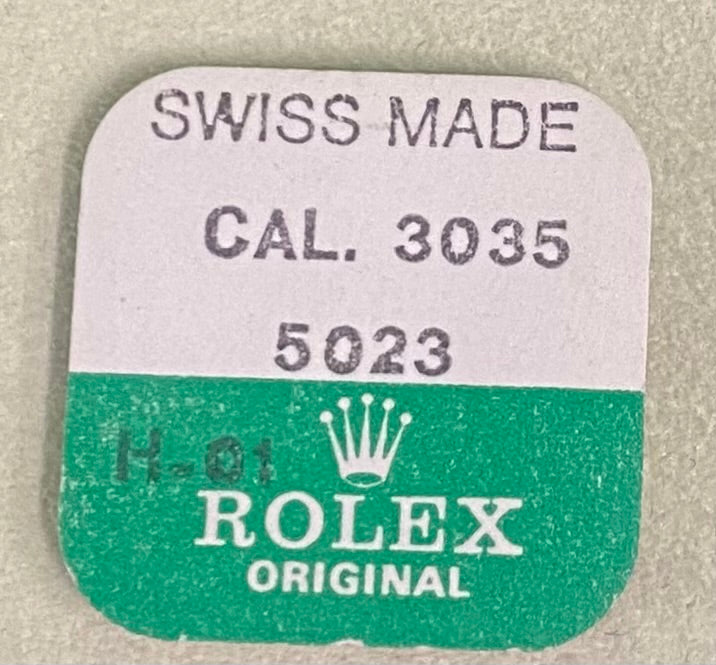 SWISS MADE
CAL. 3035
5023
H-01
ROLEX
ORIGINAL